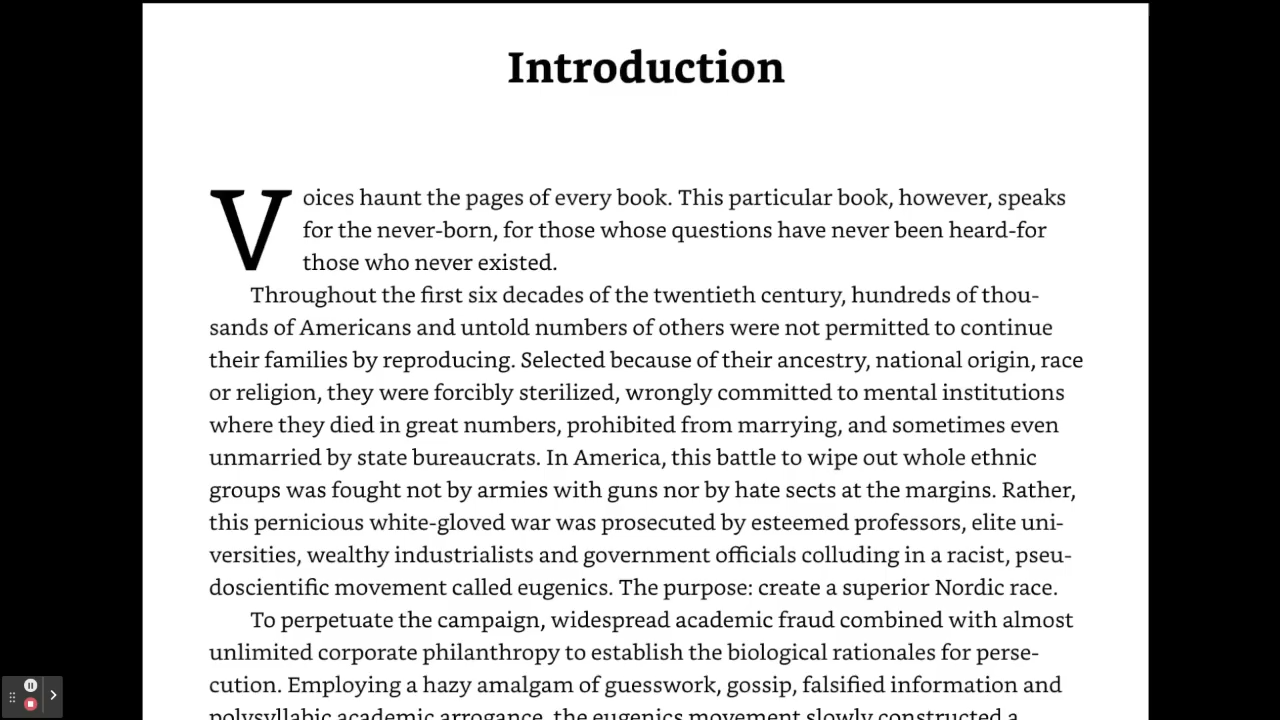 Introduction
Voices haunt the pages of every book. This particular book, however, speaks
for the never-born, for those whose questions have never been heard-for
those who never existed.
Throughout the first six decades of the twentieth century, hundreds of thou-
sands of Americans and untold numbers of others were not permitted to continue
their families by reproducing. Selected because of their ancestry, national origin, race
or religion, they were forcibly sterilized, wrongly committed to mental institutions
where they died in great numbers, prohibited from marrying, and sometimes even
unmarried by state bureaucrats. In America, this battle to wipe out whole ethnic
groups was fought not by armies with guns nor by hate sects at the margins. Rather,
this pernicious white-gloved war was prosecuted by esteemed professors, elite uni-
versities, wealthy industrialists and government officials colluding in a racist, pseu-
doscientific movement called eugenics. The purpose: create a superior Nordic race.
To perpetuate the campaign, widespread academic fraud combined with almost
unlimited corporate philanthropy to establish the biological rationales for perse-
cution. Employing a hazy amalgam of guesswork, gossip, falsified information and
polysyllabic academic arrogance, the eugenics movement slowly constructed a